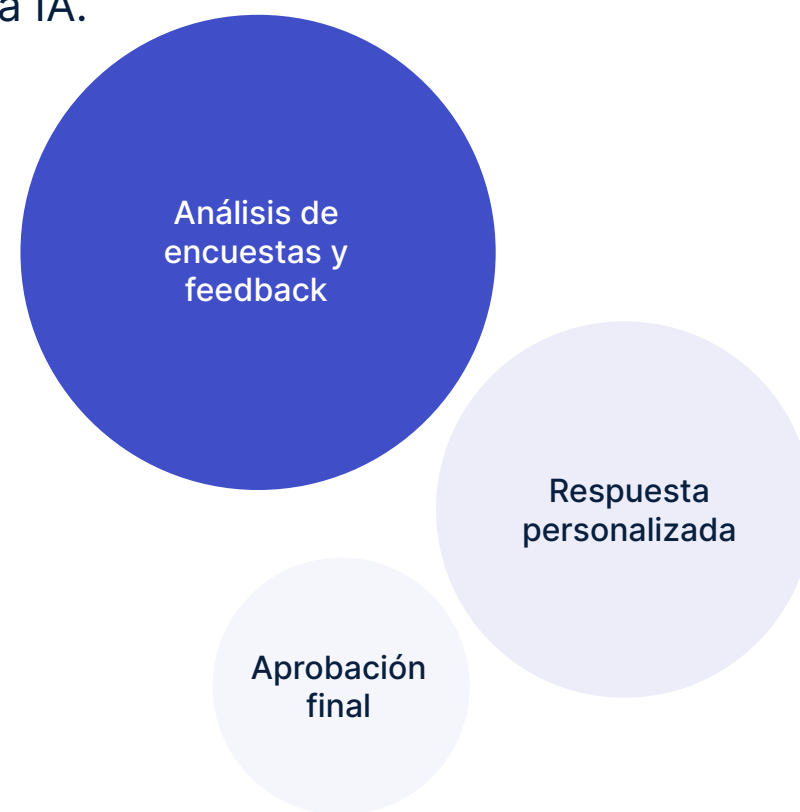 a IA.
Análisis de
encuestas y
feedback
Respuesta
personalizada
Aprobación
final